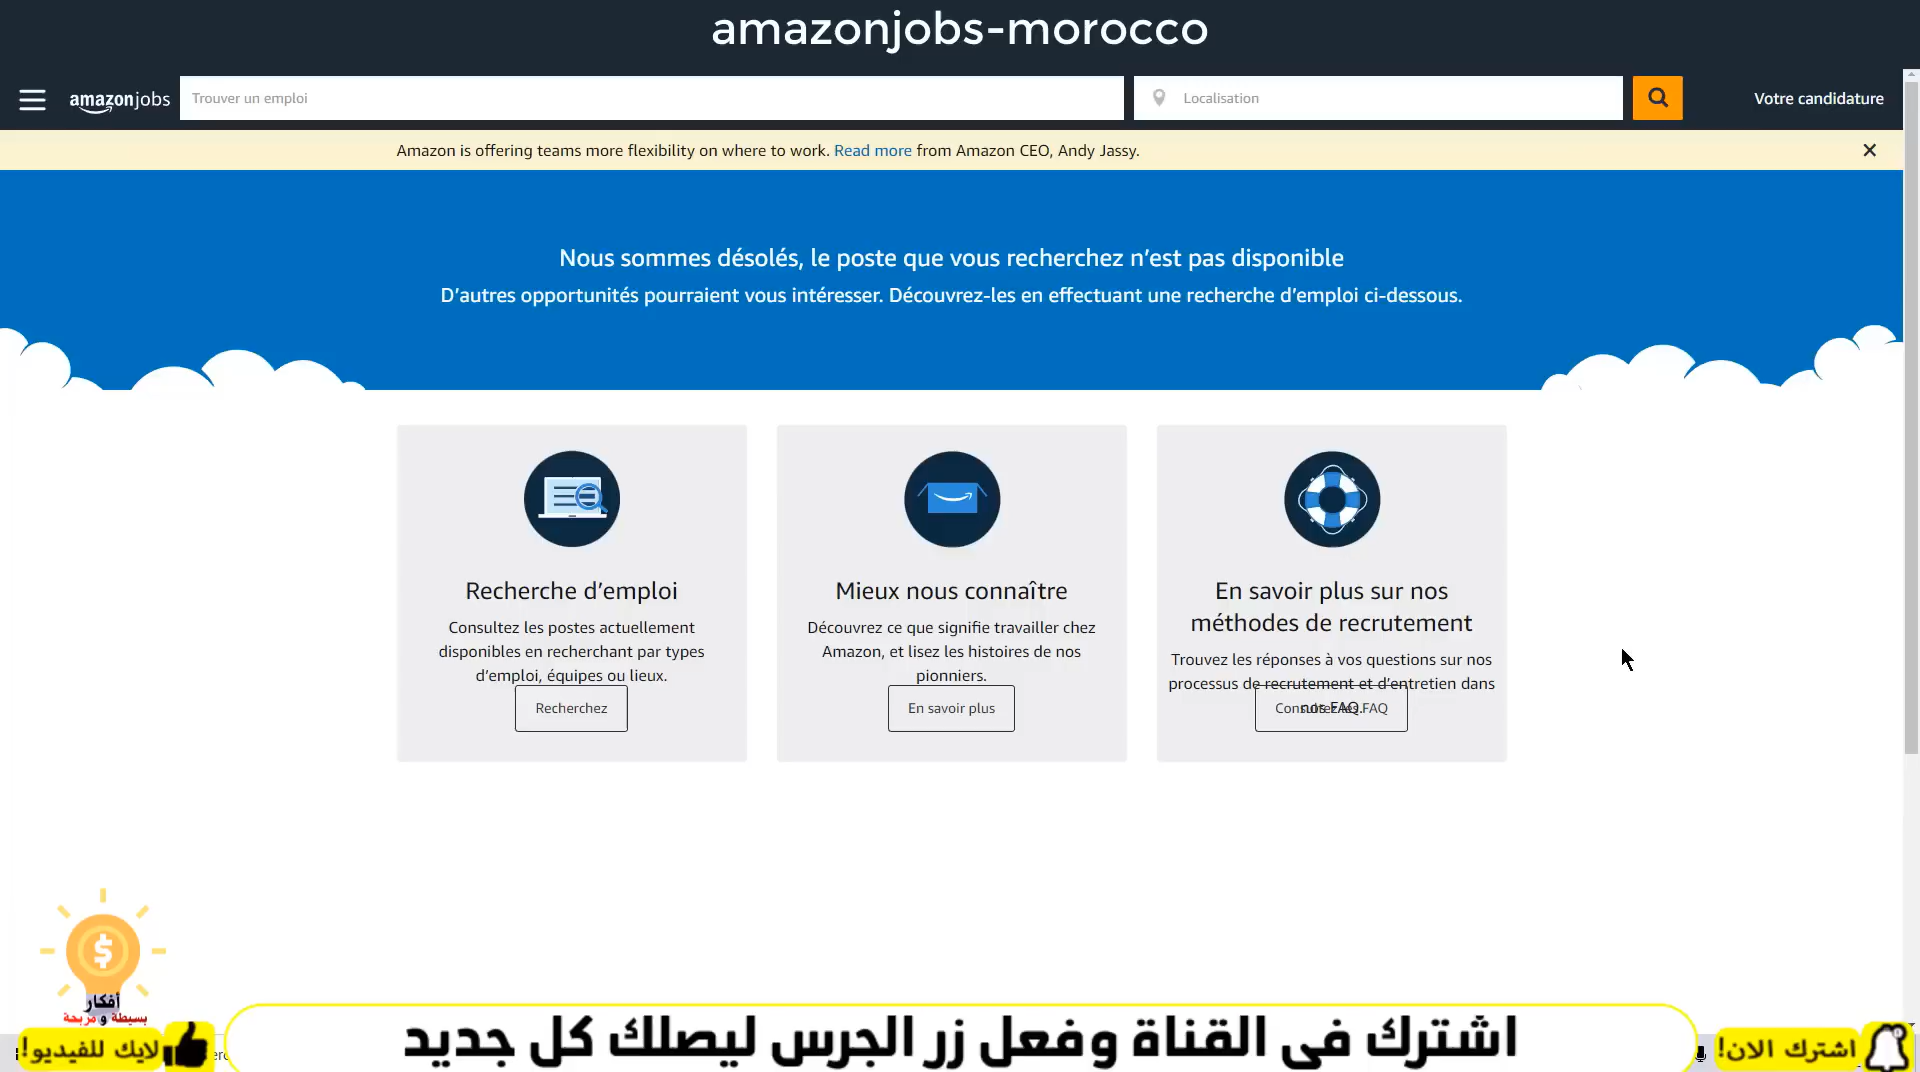 amazonjobs-morocco
amazonjobs
Trouver un emploi
Localisation
Votre candidature
Amazon is offering teams more flexibility on where to work. Read more from Amazon CEO, Andy Jassy.
Nous sommes désolés, le poste que vous recherchez n’est pas disponible
D’autres opportunités pourraient vous intéresser. Découvrez-les en effectuant une recherche d’emploi ci-dessous.
Recherche d’emploi
Consultez les postes actuellement
disponibles en recherchant par types
d’emploi, équipes ou lieux.
Recherchez
Mieux nous connaître
Découvrez ce que signifie travailler chez
Amazon, et lisez les histoires de nos
pionniers.
En savoir plus
En savoir plus sur nos
méthodes de recrutement
Trouvez les réponses à vos questions sur nos
processus de recrutement et d’entretien dans
nos FAQ.
Consultez les FAQ
$
أفكار
بسيطة و مربحة
لايك للفيديو!
اشترك فى القناة وفعل زر الجرس ليصلك كل جديد
اشترك الان!